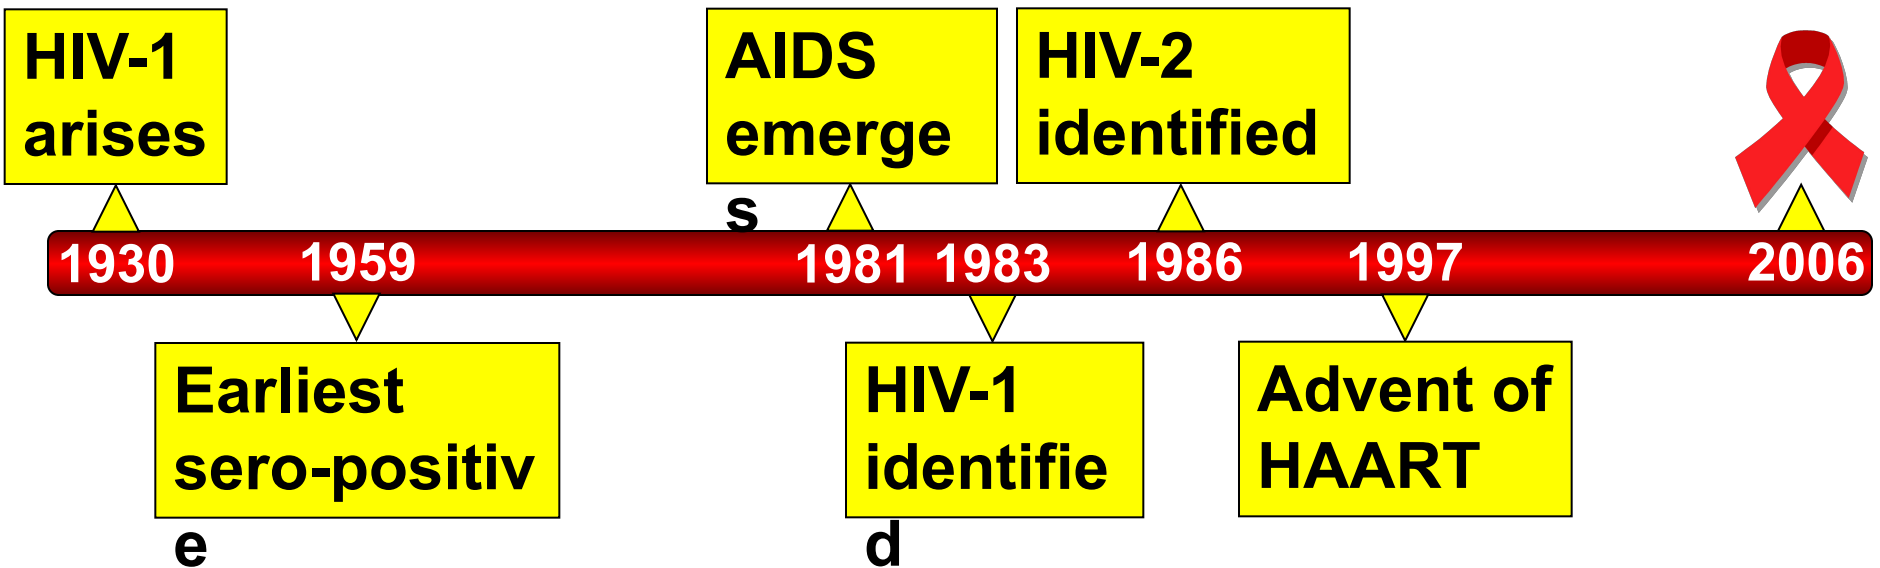 HIV-1
arises
AIDS
emerge
s
HIV-2
identified
1930 1959 1981 1983 1986 1997 2006
Earliest
sero-positiv
e
HIV-1
identifie
d
Advent of
HAART